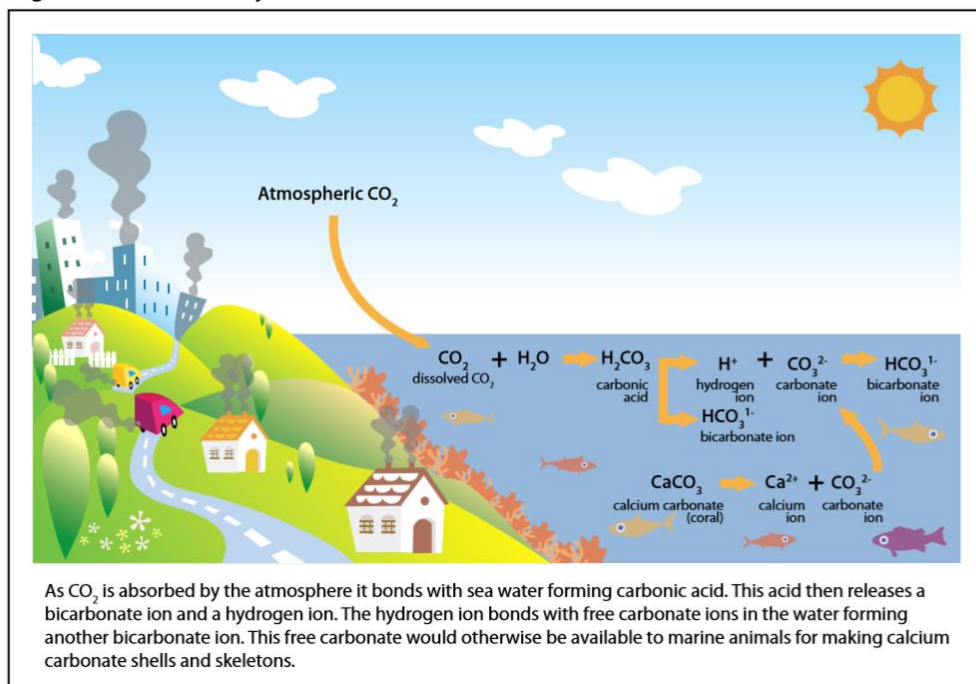 Atmospheric CO₂
CO₂ + H₂O H₂CO₃ H⁺ + CO₃²⁻ HCO₃¹⁻
dissolved CO₂ carbonic acid hydrogen ion carbonate ion bicarbonate ion
HCO₃¹⁻
bicarbonate ion
CaCO₃ Ca²⁺ + CO₃²⁻
calcium carbonate (coral) calcium ion carbonate ion
As CO₂ is absorbed by the atmosphere it bonds with sea water forming carbonic acid. This acid then releases a
bicarbonate ion and a hydrogen ion. The hydrogen ion bonds with free carbonate ions in the water forming
another bicarbonate ion. This free carbonate would otherwise be available to marine animals for making calcium
carbonate shells and skeletons.